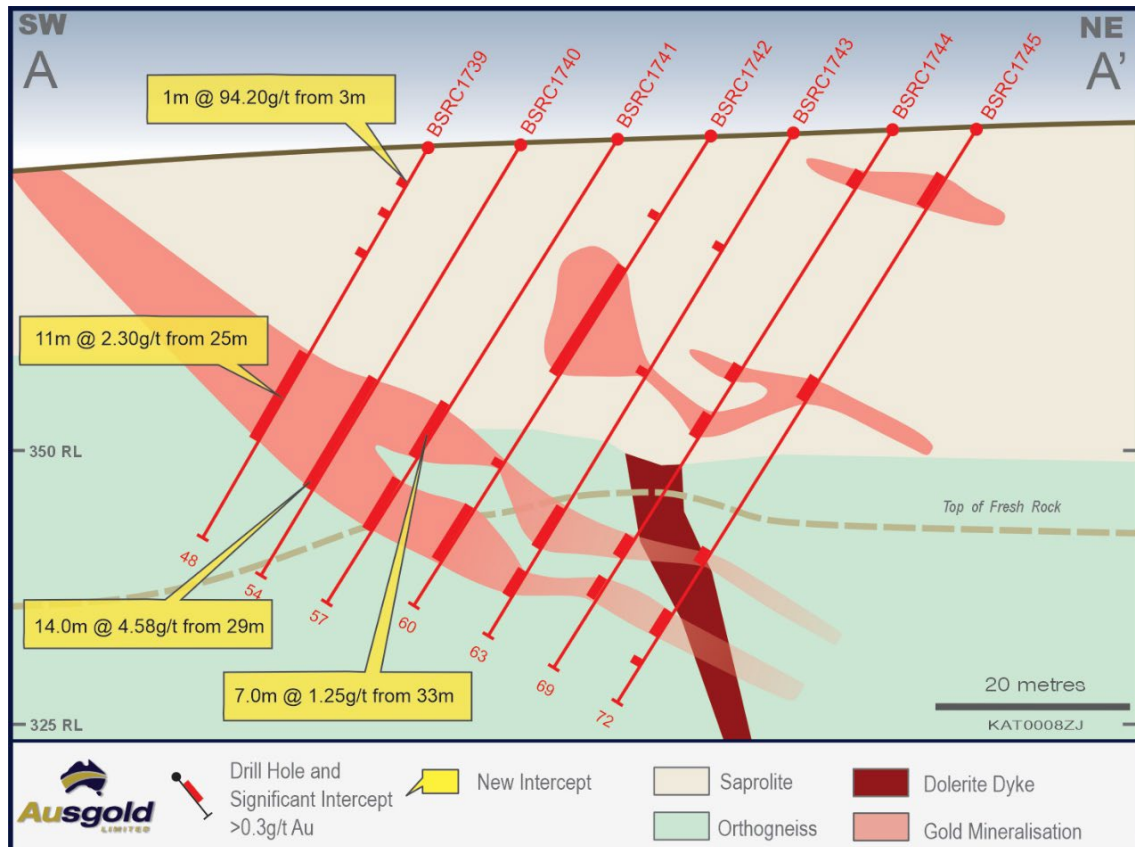 SW
NE
A
A'
BSRC1739
BSRC1740
BSRC1741
BSRC1742
BSRC1743
BSRC1744
BSRC1745
1m @ 94.20g/t from 3m
11m @ 2.30g/t from 25m
14.0m @ 4.58g/t from 29m
7.0m @ 1.25g/t from 33m
350 RL
Top of Fresh Rock
48
54
57
60
63
69
72
325 RL
20 metres
KAT0008ZJ
Ausgold
LIMITED
Drill Hole and
Significant Intercept
>0.3g/t Au
New Intercept
Saprolite
Orthogneiss
Dolerite Dyke
Gold Mineralisation